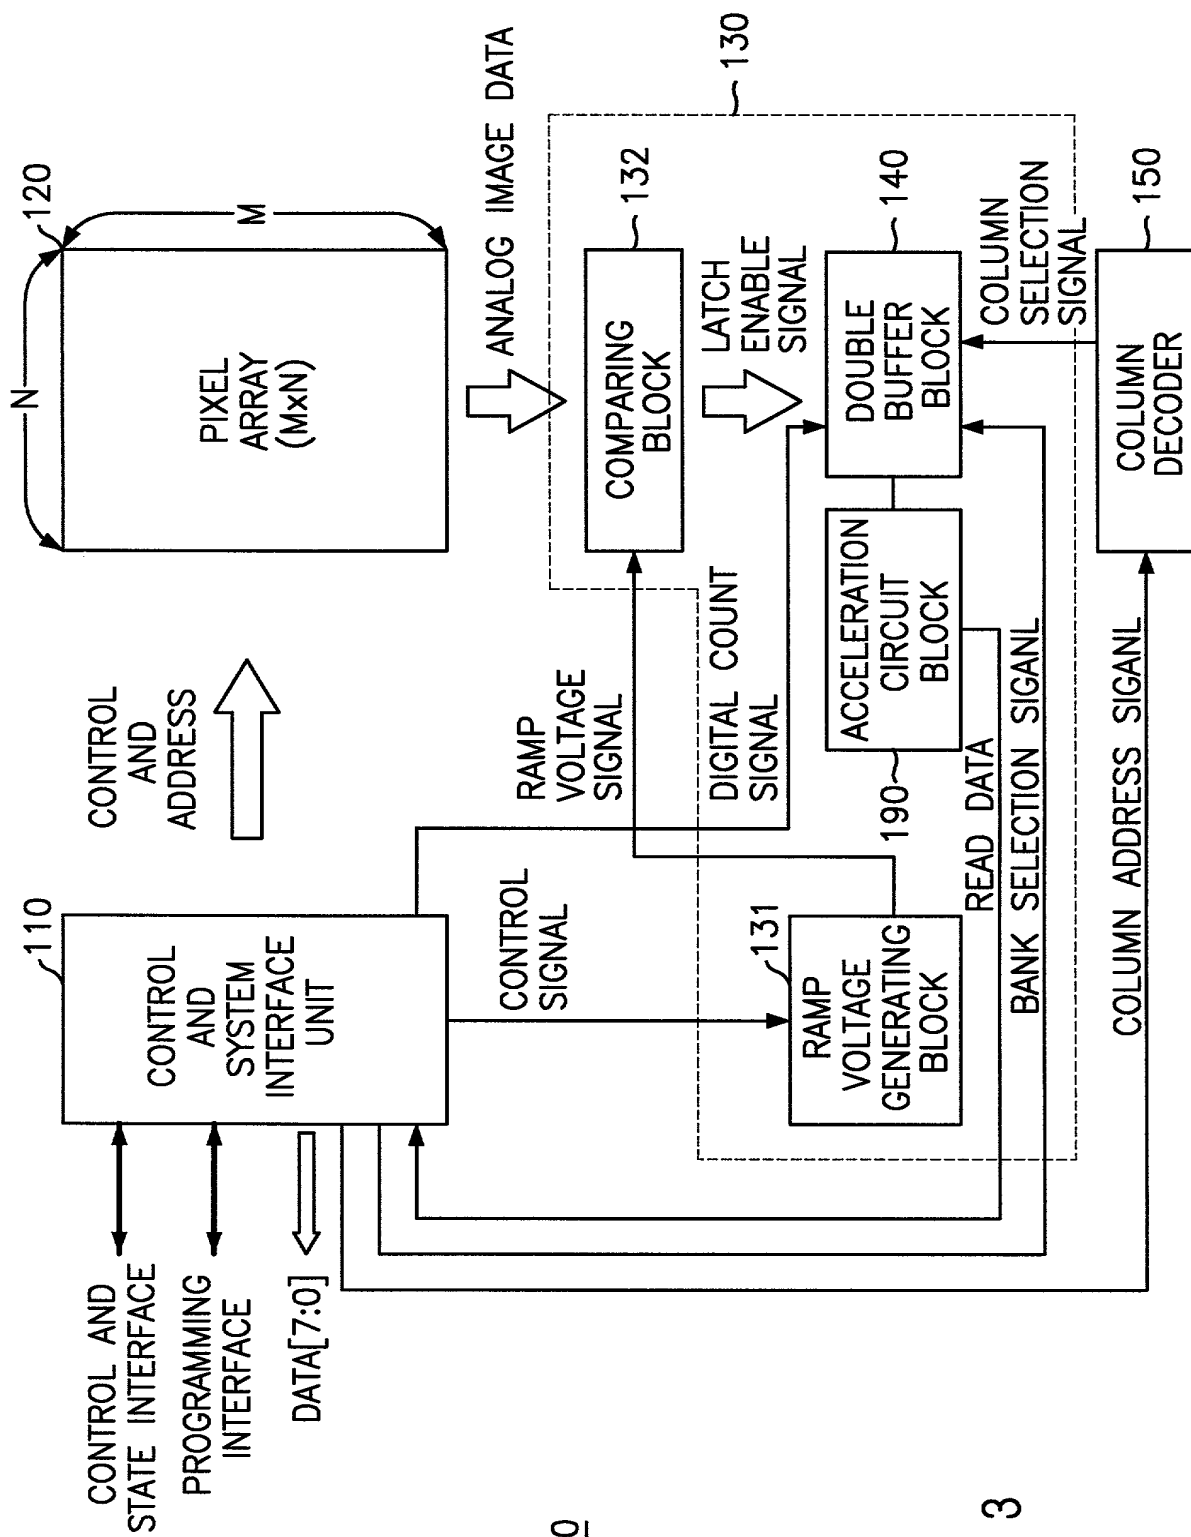 CONTROL AND
STATE INTERFACE
PROGRAMMING
INTERFACE
DATA[7:0]
110
CONTROL
AND
SYSTEM
INTERFACE
UNIT
CONTROL
AND
ADDRESS
120
N
M
PIXEL
ARRAY
(MxN)
ANALOG IMAGE DATA
CONTROL
SIGNAL
RAMP
VOLTAGE
SIGNAL
130
COMPARING
BLOCK
132
DIGITAL COUNT
SIGNAL
LATCH
ENABLE
SIGNAL
131
RAMP
VOLTAGE
GENERATING
BLOCK
190
ACCELERATION
CIRCUIT
BLOCK
DOUBLE
BUFFER
BLOCK
140
READ DATA
BANK SELECTION SIGANL
COLUMN
SELECTION
SIGNAL
COLUMN ADDRESS SIGANL
COLUMN
DECODER
150
0
3